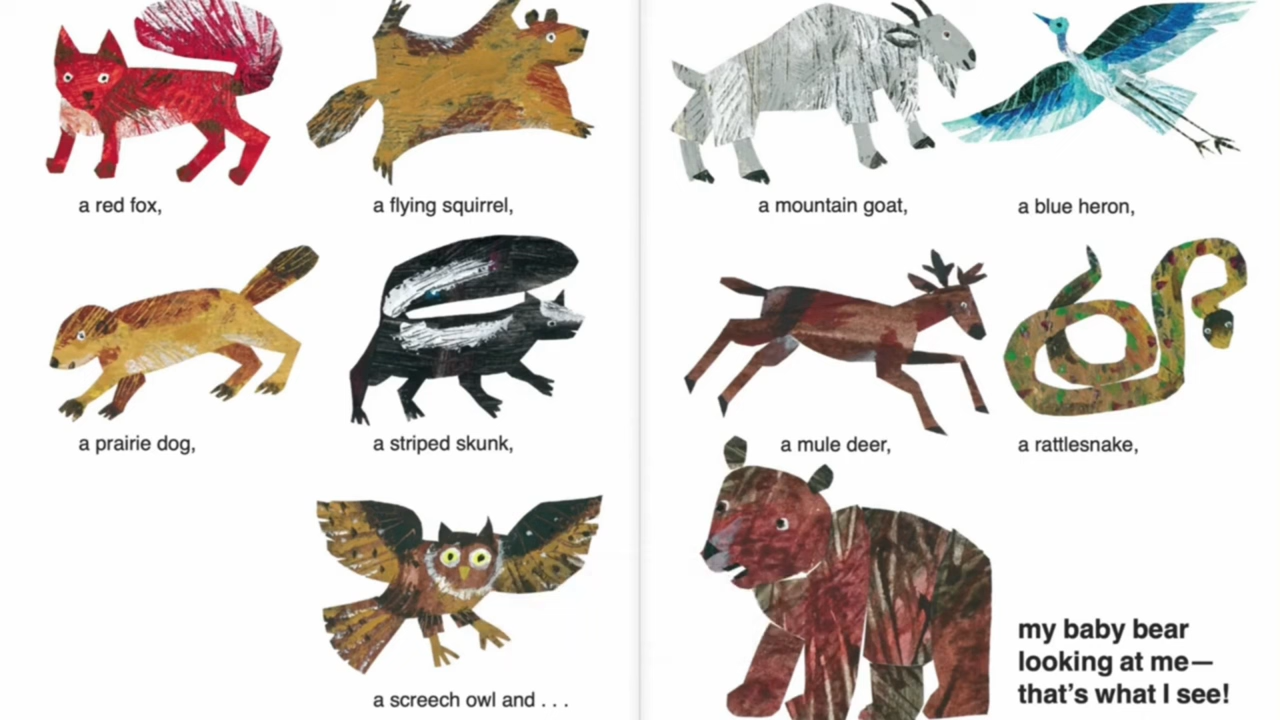 a red fox,
a flying squirrel,
a prairie dog,
a striped skunk,
a screech owl and . . .
a mountain goat,
a blue heron,
a mule deer,
a rattlesnake,
my baby bear
looking at me—
that's what I see!